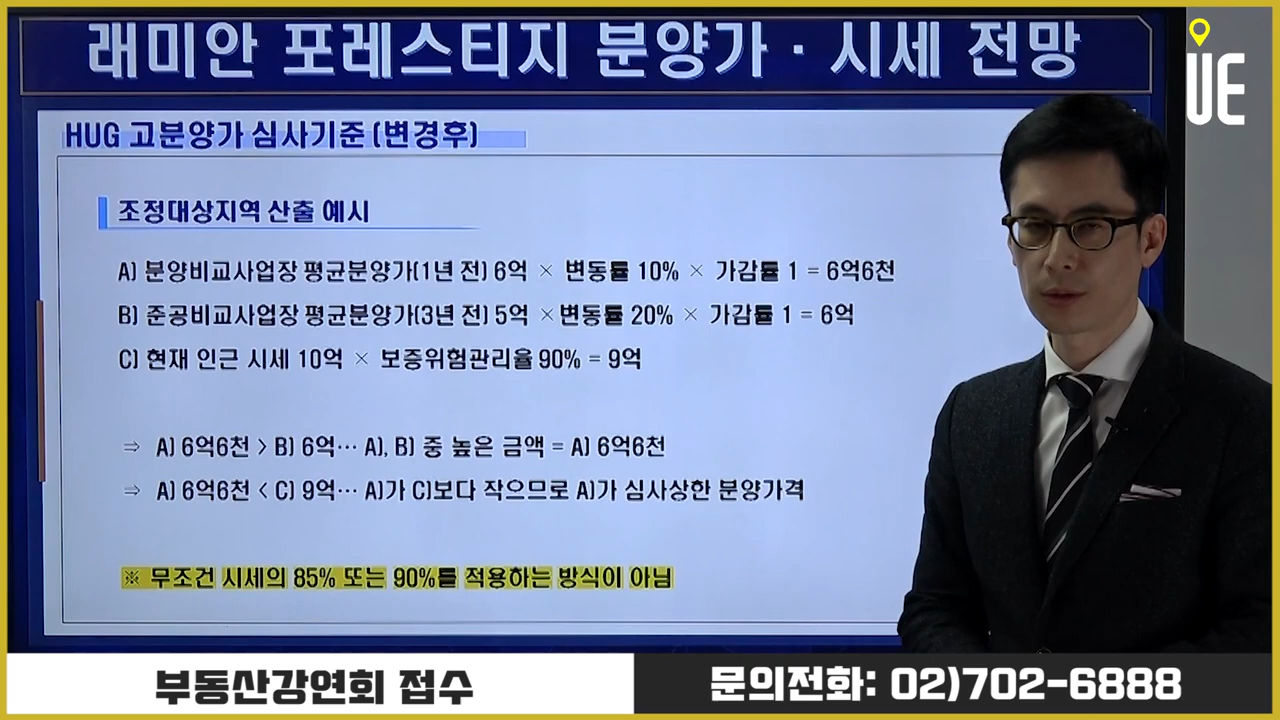 래미안 포레스티지 분양가 · 시세 전망
UE
HUG 고분양가 심사기준 (변경후)
조정대상지역 산출 예시
A) 분양비교사업장 평균분양가(1년 전) 6억 × 변동률 10% × 가감률 1 = 6억6천
B) 준공비교사업장 평균분양가(3년 전) 5억 ×변동률 20% × 가감률 1 = 6억
C) 현재 인근 시세 10억 × 보증위험관리율 90% = 9억
⇒ A) 6억6천 > B) 6억… A), B) 중 높은 금액 = A) 6억6천
⇒ A) 6억6천 < C) 9억… A)가 C)보다 작으므로 A)가 심사상한 분양가격
※ 무조건 시세의 85% 또는 90%를 적용하는 방식이 아님
부동산강연회 접수
문의전화: 02)702-6888